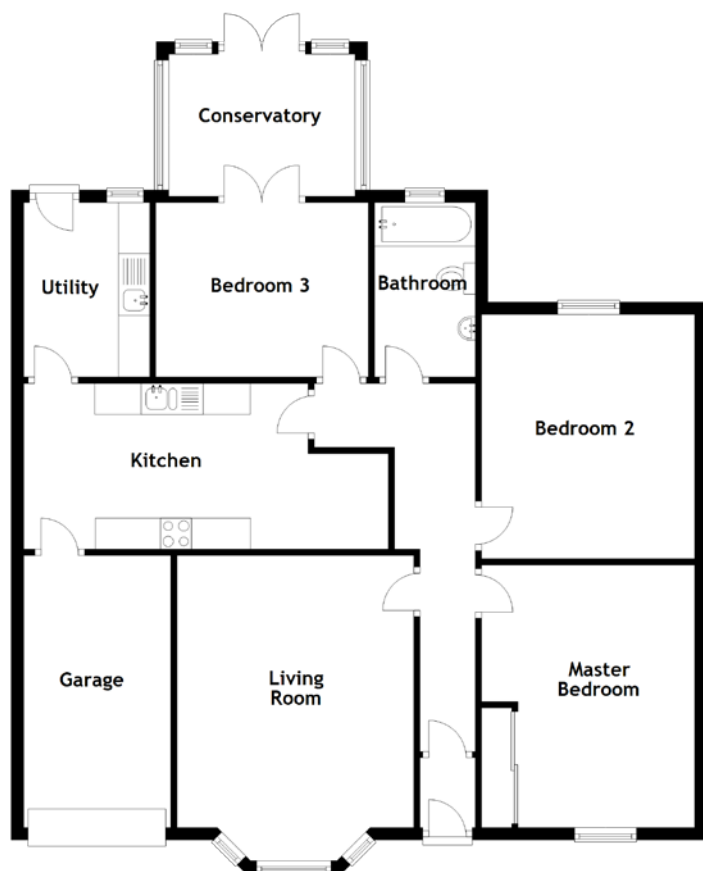 Conservatory
Utility
Bedroom 3
Bathroom
Bedroom 2
Kitchen
Garage
Living
Room
Master
Bedroom